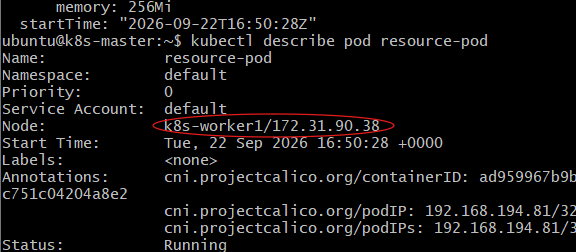 memory: 256Mi
startTime: "2026-09-22T16:50:28Z"
ubuntu@k8s-master:~$ kubectl describe pod resource-pod
Name: resource-pod
Namespace: default
Priority: 0
Service Account: default
Node: k8s-worker1/172.31.90.38
Start Time: Tue, 22 Sep 2026 16:50:28 +0000
Labels: <none>
Annotations: cni.projectcalico.org/containerID: ad959967b9b
c751c04204a8e2
cni.projectcalico.org/podIP: 192.168.194.81/32
cni.projectcalico.org/podIPs: 192.168.194.81/3
Status: Running